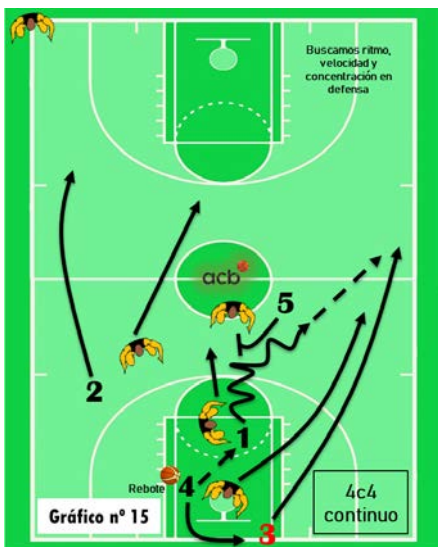 Buscamos ritmo,
velocidad y
concentración en
defensa
acb
5
2
1
Rebote
4
3
4c4
continuo
Gráfico nº 15